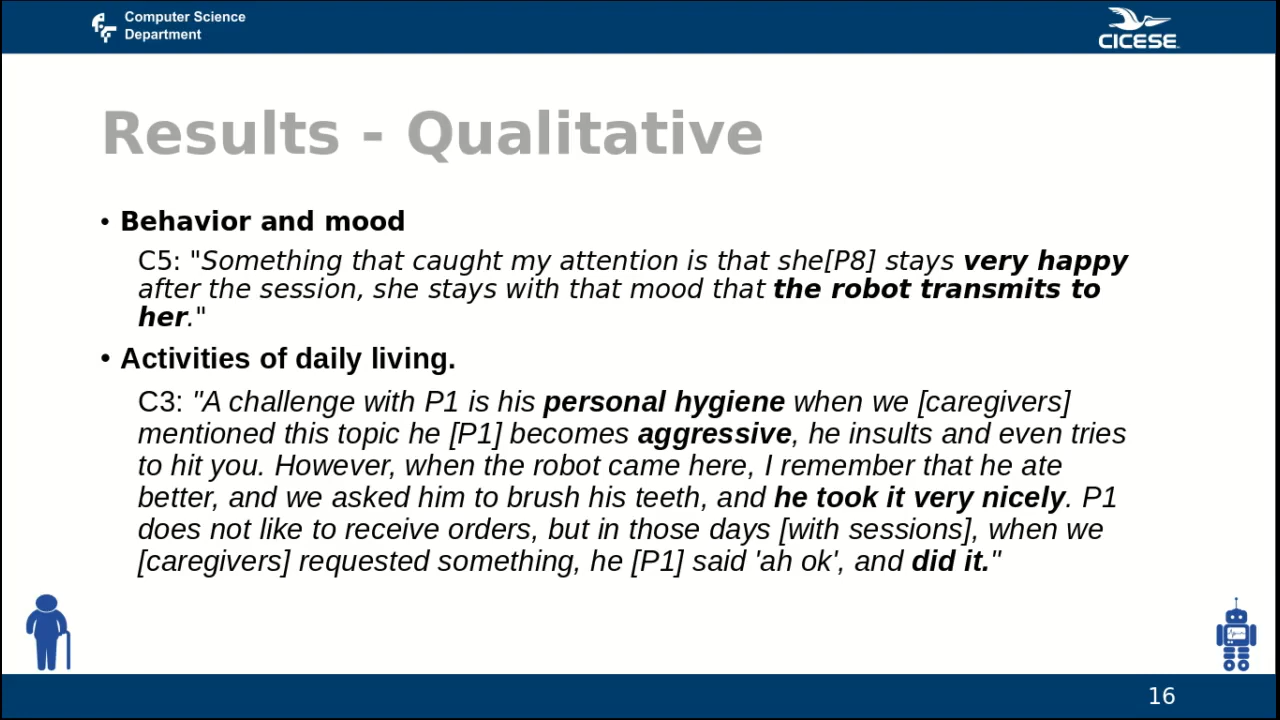 Computer Science
Department
CICESE
Results - Qualitative
• Behavior and mood
C5: "Something that caught my attention is that she[P8] stays very happy
after the session, she stays with that mood that the robot transmits to
her."
• Activities of daily living.
C3: "A challenge with P1 is his personal hygiene when we [caregivers]
mentioned this topic he [P1] becomes aggressive, he insults and even tries
to hit you. However, when the robot came here, I remember that he ate
better, and we asked him to brush his teeth, and he took it very nicely. P1
does not like to receive orders, but in those days [with sessions], when we
[caregivers] requested something, he [P1] said 'ah ok', and did it."
16